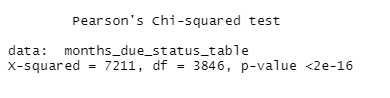 Pearson's Chi-squared test
data:  months_due_status_table
X-squared = 7211, df = 3846, p-value <2e-16